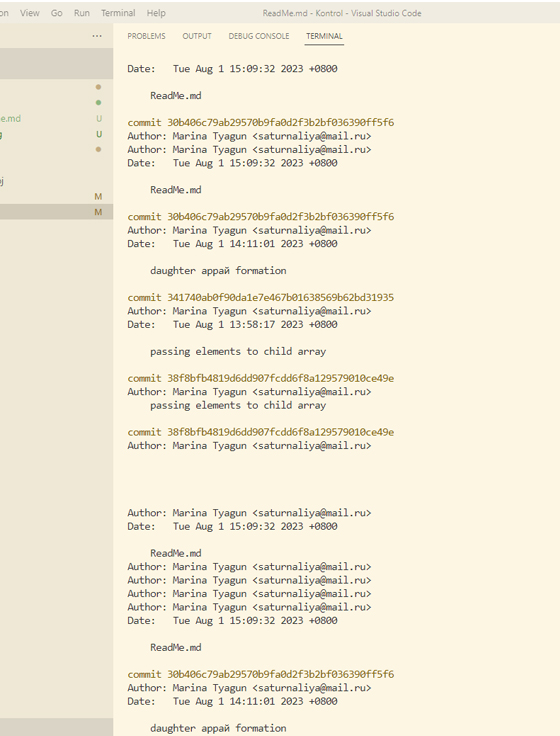 on View Go Run Terminal Help ReadMe.md - Kontrol - Visual Studio Code
... PROBLEMS OUTPUT DEBUG CONSOLE TERMINAL
Date: Tue Aug 1 15:09:32 2023 +0800
ReadMe.md
commit 30b406c79ab29570b9fa0d2f3b2bf036390ff5f6
e.md U
Author: Marina Tyagun <saturnaliya@mail.ru>
g U
Author: Marina Tyagun <saturnaliya@mail.ru>
Date: Tue Aug 1 15:09:32 2023 +0800
oj
ReadMe.md
M
M
commit 30b406c79ab29570b9fa0d2f3b2bf036390ff5f6
Author: Marina Tyagun <saturnaliya@mail.ru>
Date: Tue Aug 1 14:11:01 2023 +0800
daughter аррай formation
commit 341740ab0f90da1e7e467b01638569b62bd31935
Author: Marina Tyagun <saturnaliya@mail.ru>
Date: Tue Aug 1 13:58:17 2023 +0800
passing elements to child array
commit 38f8bfb4819d6dd907fcdd6f8a129579010ce49e
Author: Marina Tyagun <saturnaliya@mail.ru>
passing elements to child array
commit 38f8bfb4819d6dd907fcdd6f8a129579010ce49e
Author: Marina Tyagun <saturnaliya@mail.ru>
Author: Marina Tyagun <saturnaliya@mail.ru>
Date: Tue Aug 1 15:09:32 2023 +0800
ReadMe.md
Author: Marina Tyagun <saturnaliya@mail.ru>
Author: Marina Tyagun <saturnaliya@mail.ru>
Author: Marina Tyagun <saturnaliya@mail.ru>
Author: Marina Tyagun <saturnaliya@mail.ru>
Date: Tue Aug 1 15:09:32 2023 +0800
ReadMe.md
commit 30b406c79ab29570b9fa0d2f3b2bf036390ff5f6
Author: Marina Tyagun <saturnaliya@mail.ru>
Date: Tue Aug 1 14:11:01 2023 +0800
daughter аррай formation